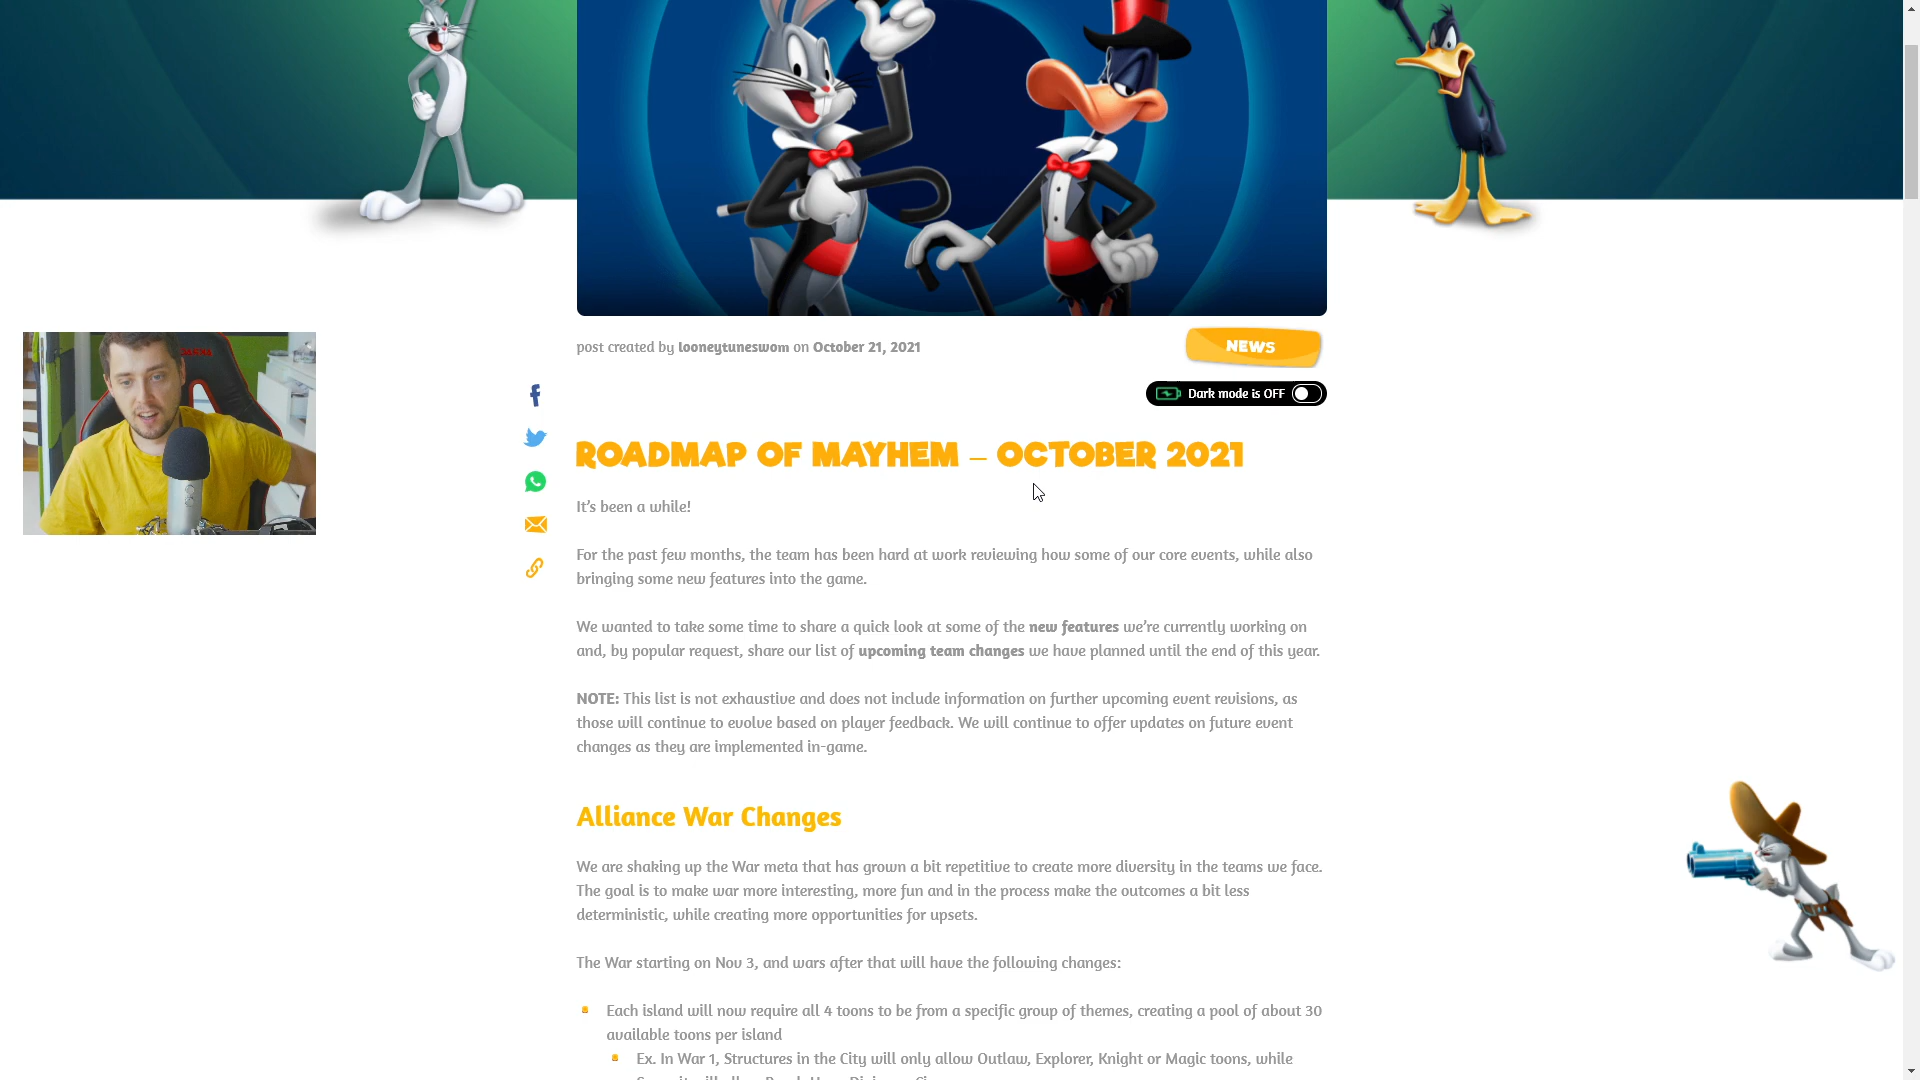 post created by looneytuneswom on October 21, 2021
NEWS
Dark mode is OFF
ROADMAP OF MAYHEM – OCTOBER 2021
It's been a while!
For the past few months, the team has been hard at work reviewing how some of our core events, while also
bringing some new features into the game.
We wanted to take some time to share a quick look at some of the new features we're currently working on
and, by popular request, share our list of upcoming team changes we have planned until the end of this year.
NOTE: This list is not exhaustive and does not include information on further upcoming event revisions, as
those will continue to evolve based on player feedback. We will continue to offer updates on future event
changes as they are implemented in-game.
Alliance War Changes
We are shaking up the War meta that has grown a bit repetitive to create more diversity in the teams we face.
The goal is to make war more interesting, more fun and in the process make the outcomes a bit less
deterministic, while creating more opportunities for upsets.
The War starting on Nov 3, and wars after that will have the following changes:
Each island will now require all 4 toons to be from a specific group of themes, creating a pool of about 30
available toons per island
Ex. In War 1, Structures in the City will only allow Outlaw, Explorer, Knight or Magic toons, while